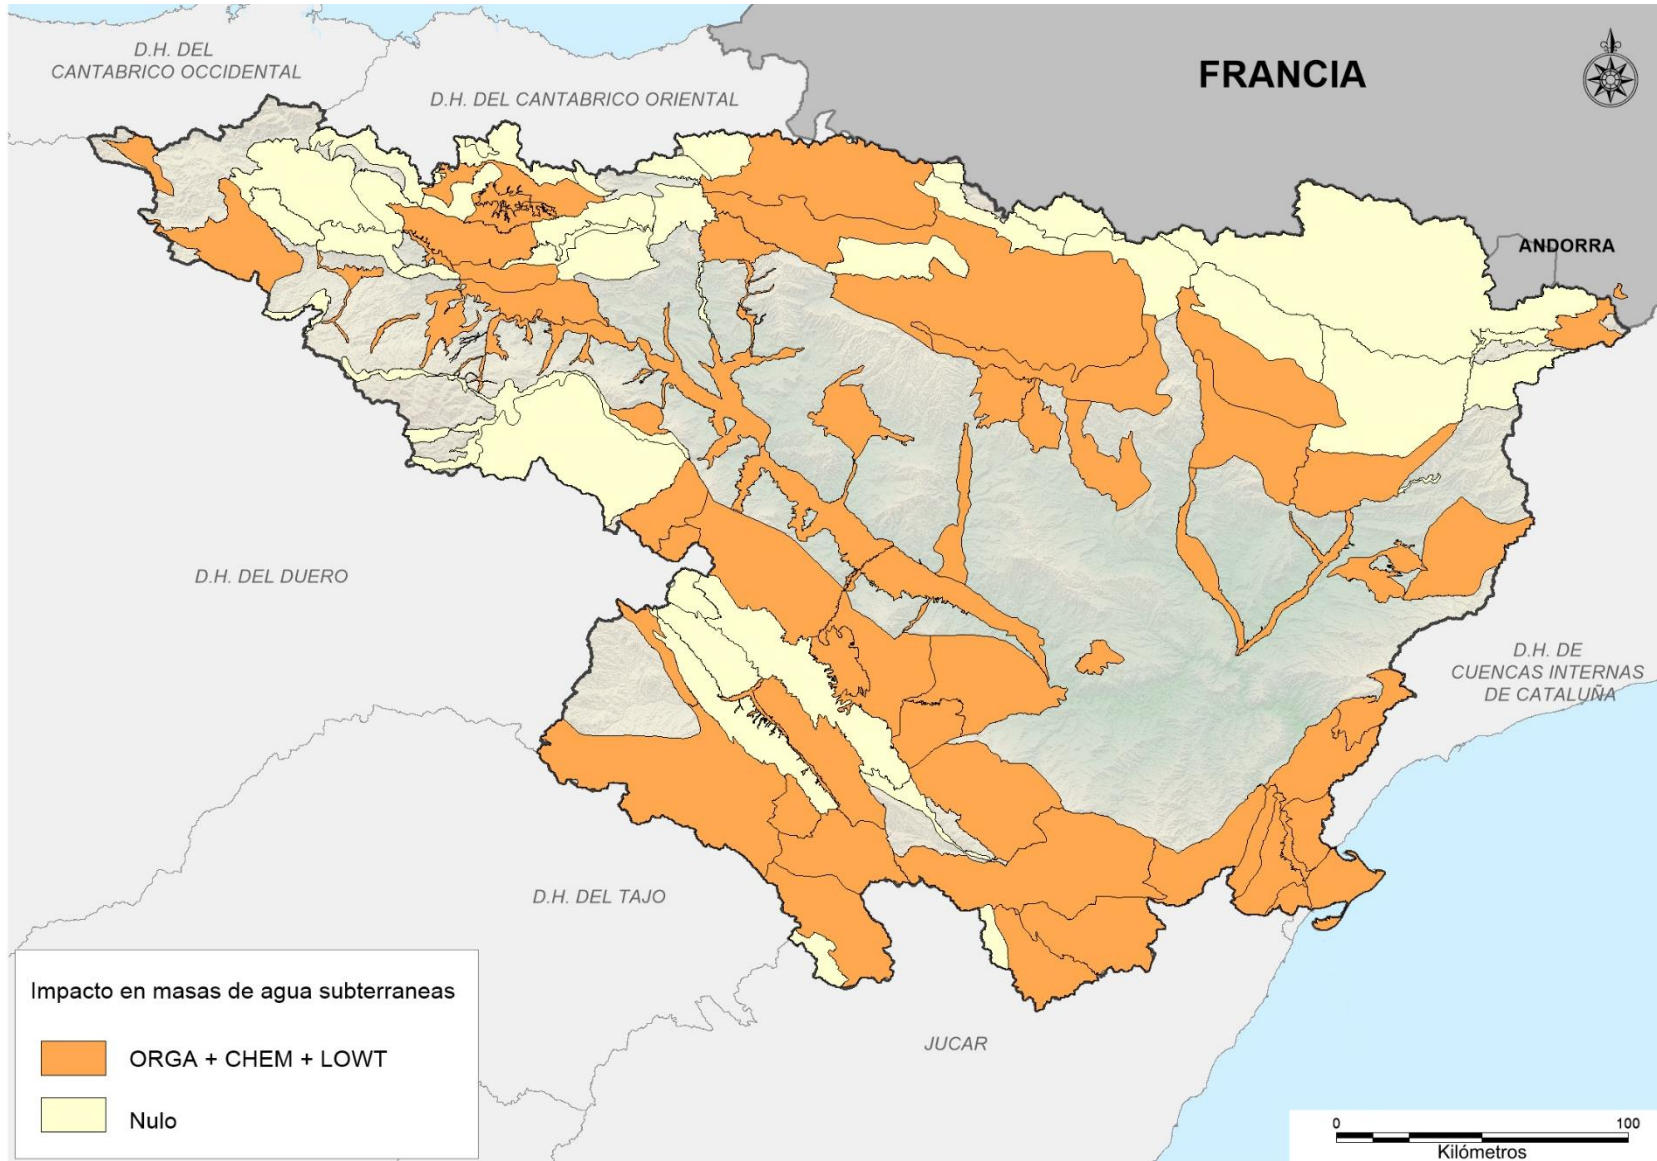 D.H. DEL
CANTABRICO OCCIDENTAL
D.H. DEL CANTABRICO ORIENTAL
FRANCIA
ANDORRA
D.H. DEL DUERO
D.H. DE
CUENCAS INTERNAS
DE CATALUÑA
D.H. DEL TAJO
JUCAR
Impacto en masas de agua subterraneas
ORGA + CHEM + LOWT
Nulo
0 100
Kilómetros